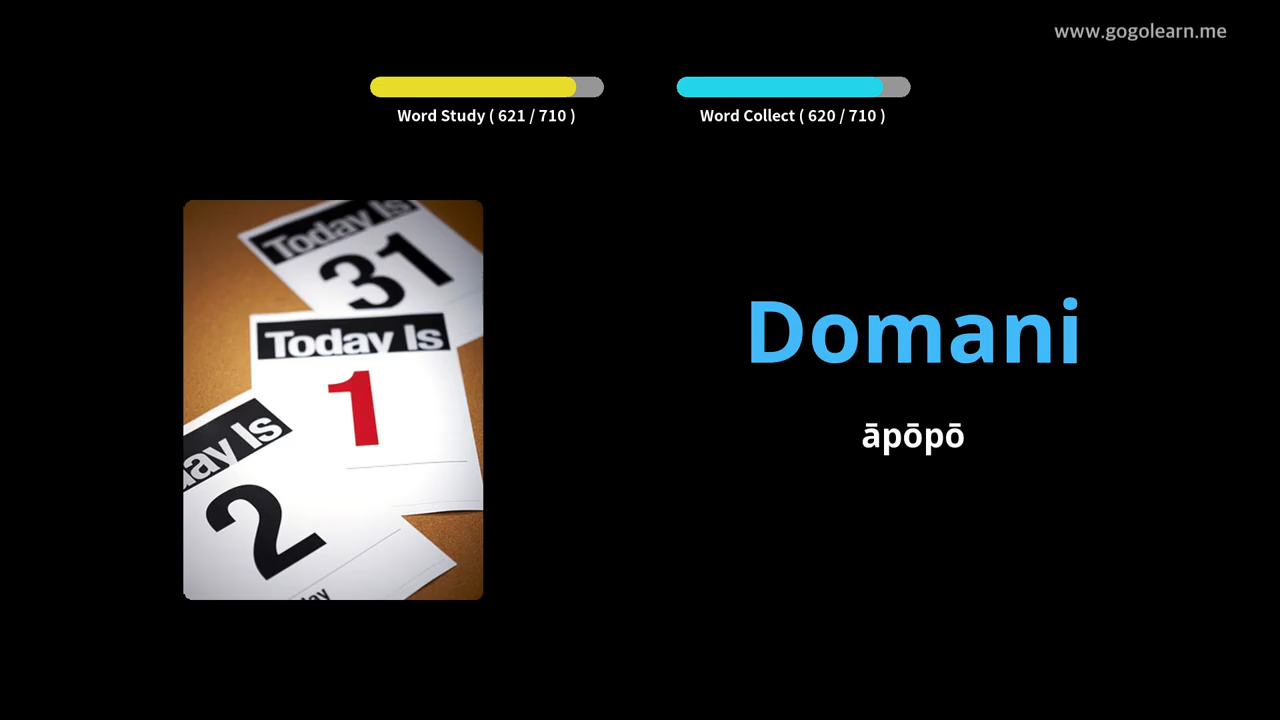 www.gogolearn.me
Word Study ( 621 / 710 )
Word Collect ( 620 / 710 )
Today Is
31
Today Is
1
ay Is
2
Domani
āpōpō